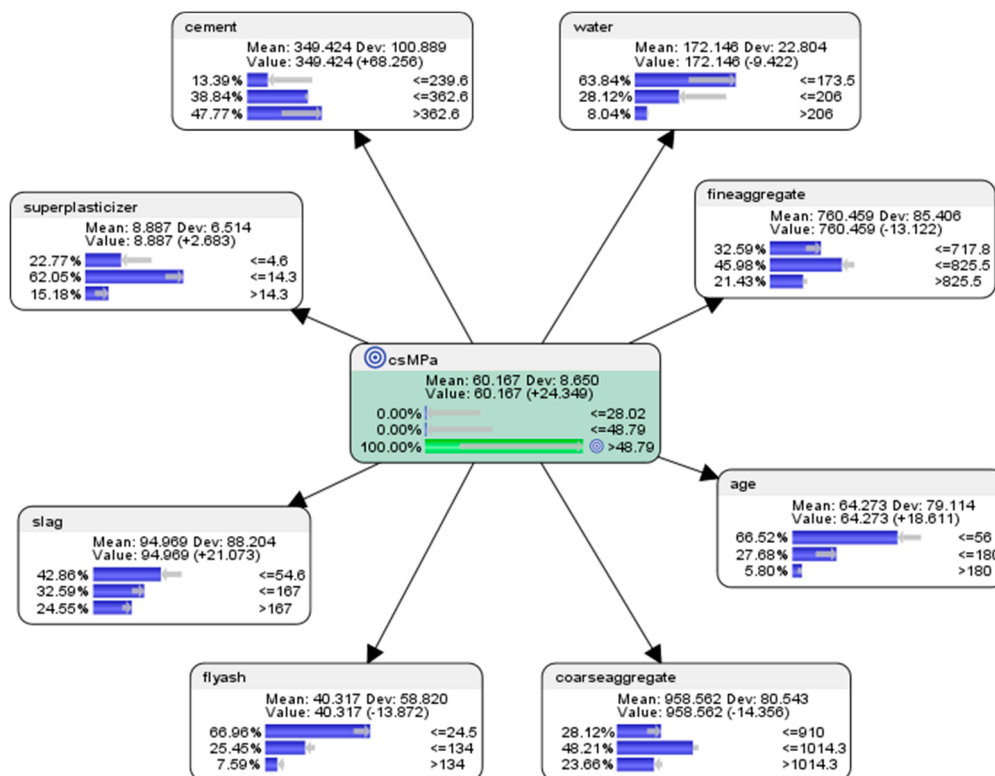 cement
Mean: 349.424 Dev: 100.889
Value: 349.424 (+68.256)
13.39% <=239.6
38.84% <=362.6
47.77% >362.6
water
Mean: 172.146 Dev: 22.804
Value: 172.146 (-9.422)
63.84% <=173.5
28.12% <=206
8.04% >206
superplasticizer
Mean: 8.887 Dev: 6.514
Value: 8.887 (+2.683)
22.77% <=4.6
62.05% <=14.3
15.18% >14.3
fineaggregate
Mean: 760.459 Dev: 85.406
Value: 760.459 (-13.122)
32.59% <=717.8
45.98% <=825.5
21.43% >825.5
csMPa
Mean: 60.167 Dev: 8.650
Value: 60.167 (+24.349)
0.00% <=28.02
0.00% <=48.79
100.00% >48.79
slag
Mean: 94.969 Dev: 88.204
Value: 94.969 (+21.073)
42.86% <=54.6
32.59% <=167
24.55% >167
age
Mean: 64.273 Dev: 79.114
Value: 64.273 (+18.611)
66.52% <=56
27.68% <=180
5.80% >180
flyash
Mean: 40.317 Dev: 58.820
Value: 40.317 (-13.872)
66.96% <=24.5
25.45% <=134
7.59% >134
coarseaggregate
Mean: 958.562 Dev: 80.543
Value: 958.562 (-14.356)
28.12% <=910
48.21% <=1014.3
23.66% >1014.3